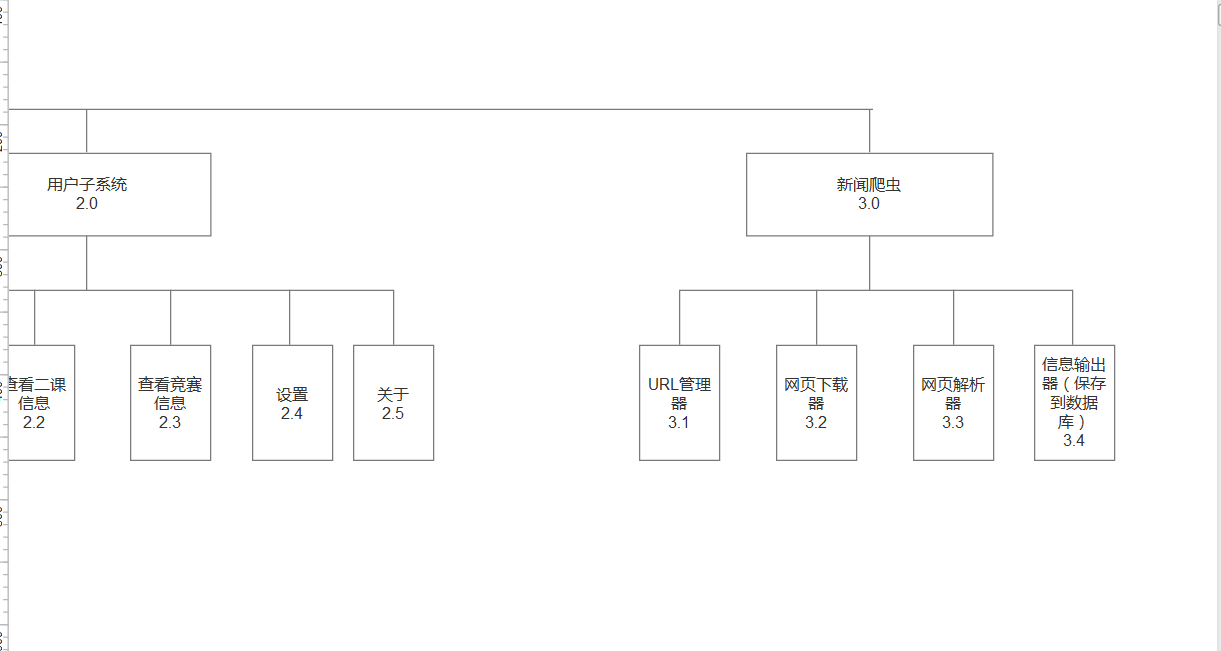 用户子系统
2.0
新闻爬虫
3.0
查看二课
信息
2.2
查看竞赛
信息
2.3
设置
2.4
关于
2.5
URL管理
器
3.1
网页下载
器
3.2
网页解析
器
3.3
信息输出
器（保存
到数据
库）
3.4